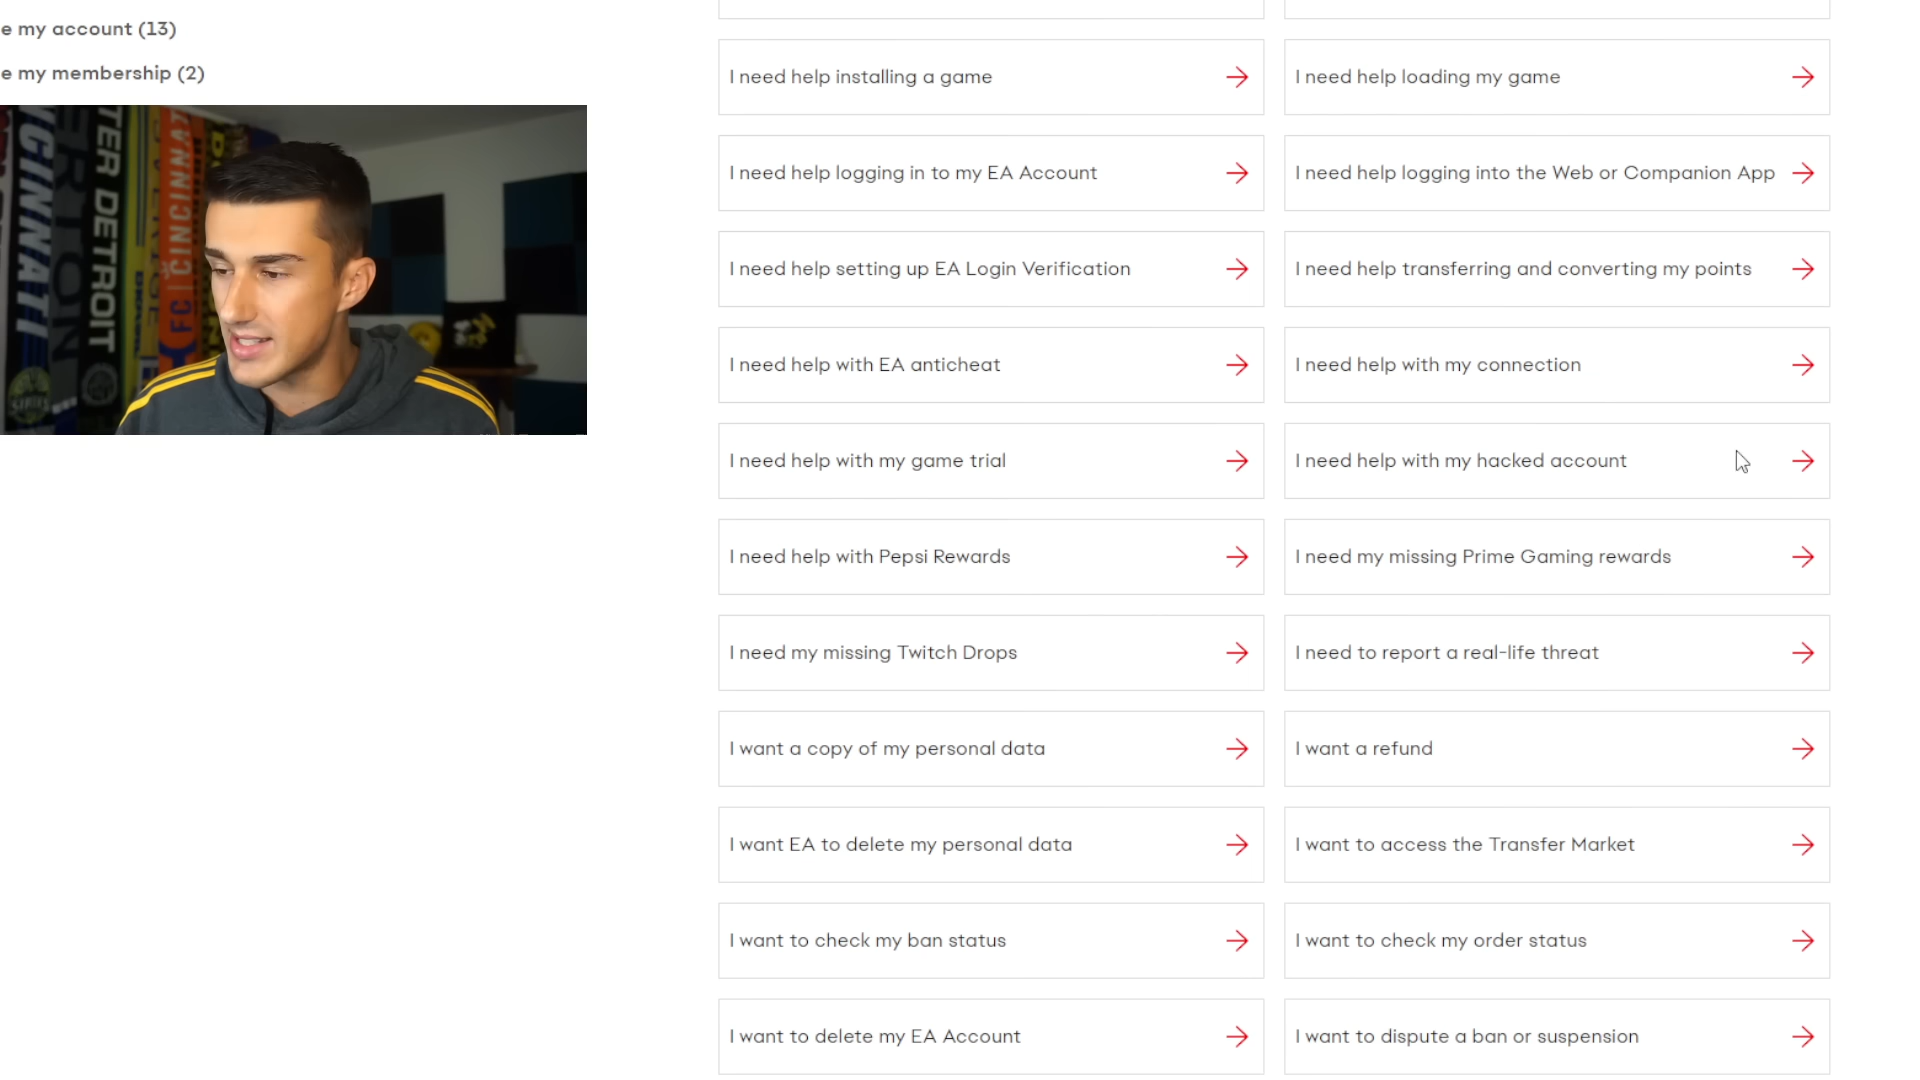 e my account (13)
e my membership (2)
CINNATI
TER DETROIT
FC CINCINNAT
I need help installing a game
I need help loading my game
I need help logging in to my EA Account
I need help logging into the Web or Companion App
I need help setting up EA Login Verification
I need help transferring and converting my points
I need help with EA anticheat
I need help with my connection
I need help with my game trial
I need help with my hacked account
I need help with Pepsi Rewards
I need my missing Prime Gaming rewards
I need my missing Twitch Drops
I need to report a real-life threat
I want a copy of my personal data
I want a refund
I want EA to delete my personal data
I want to access the Transfer Market
I want to check my ban status
I want to check my order status
I want to delete my EA Account
I want to dispute a ban or suspension